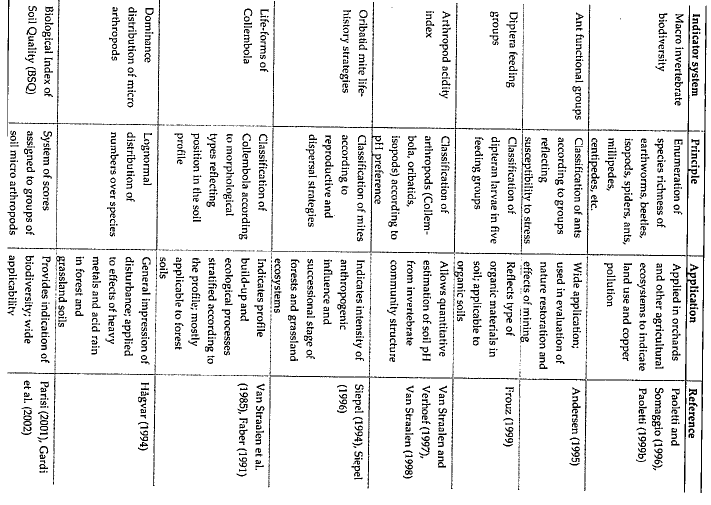 Indicator system
Principle
Application
Reference
Macro invertebrate
biodiversity
Enumeration of
species richness of
earthworms, beetles,
isopods, spiders, ants,
millipedes,
centipedes, etc.
Applied in orchards
and other agricultural
ecosystems to indicate
land use and copper
pollution
Paoletti and
Somaggio (1996),
Paoletti (1999b)
Ant functional groups
Classification of ants
according to groups
reflecting
susceptibility to stress
Wide application;
used in evaluation of
nature restoration and
effects of mining
Andersen (1995)
Diptera feeding
groups
Classification of
dipteran larvae in five
feeding groups
Reflects type of
organic materials in
soil; applicable to
organic soils
Frouz (1999)
Arthropod acidity
index
Classification of
arthropods (Collem-
bola, oribatids,
isopods) according to
pH preference
Allows quantitative
estimation of soil pH
from invertebrate
community structure
Van Straalen and
Verhoef (1997),
Van Straalen (1998)
Oribatid mite life-
history strategies
Classification of mites
according to
reproductive and
dispersal strategies
Indicates intensity of
anthropogenic
influence and
successional stage of
forests and grassland
ecosystems
Siepel (1994), Siepel
(1996)
Life-forms of
Collembola
Classification of
Collembola according
to morphological
types reflecting
position in the soil
profile
Indicates profile
build-up and
ecological processes
stratified according to
the profile; mostly
applicable to forest
soils
Van Straalen et al.
(1985), Faber (1991)
Dominance
distribution of micro
arthropods
Lognormal
distribution of
numbers over species
General impression of
disturbance; applied
to effects of heavy
metals and acid rain
in forest and
grassland soils
Hågvar (1994)
Biological Index of
Soil Quality (BSQ)
System of scores
assigned to groups of
soil micro arthropods
Provides indication of
biodiversity; wide
applicability
Parisi (2001), Gardi
et al. (2002)